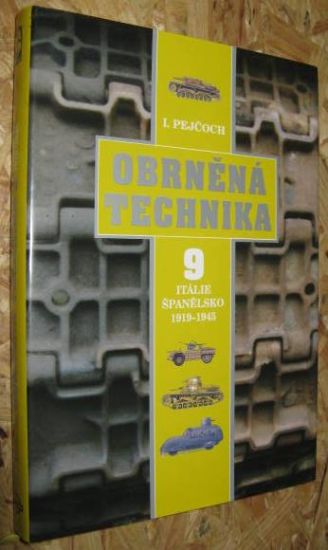 I. PEJČOCH
OBRNĚNÁ
TECHNIKA
9
ITÁLIE
ŠPANĚLSKO
1919–1945